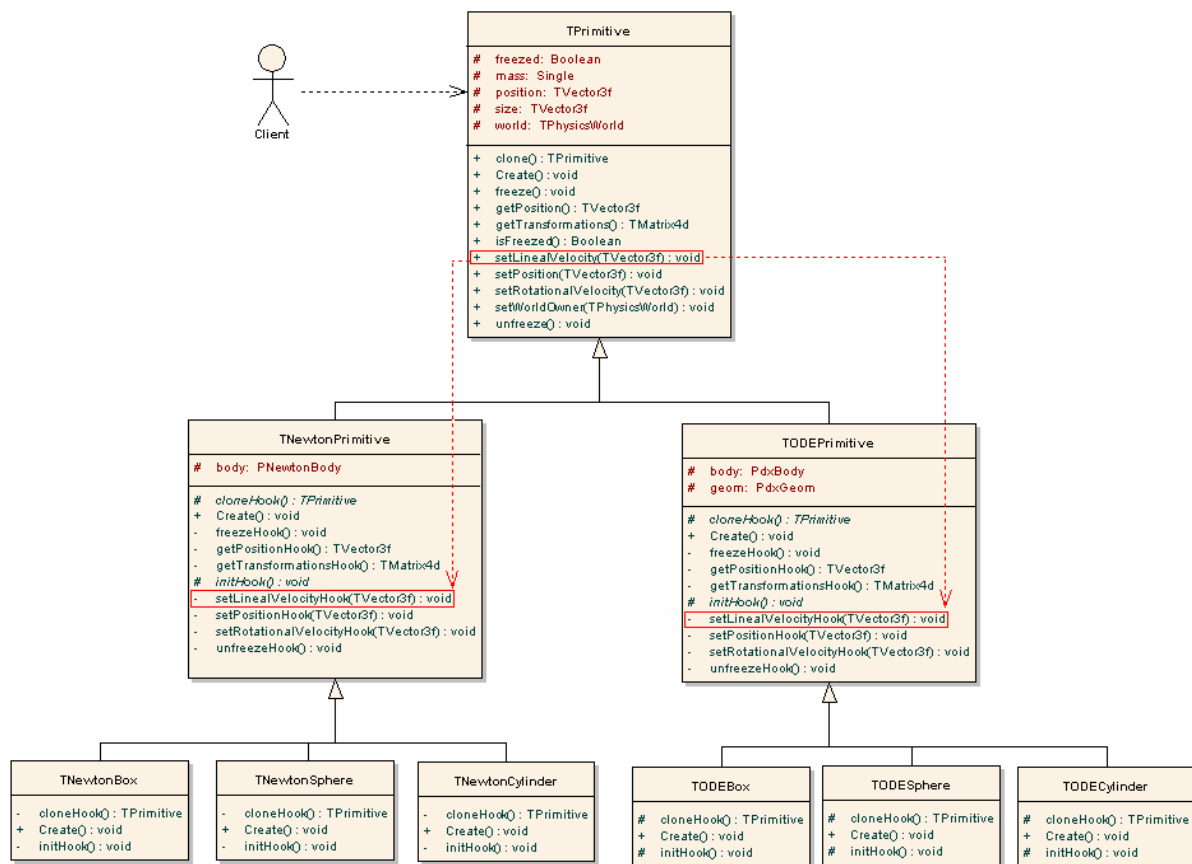 TPrimitive
# freezed: Boolean
# mass: Single
# position: TVector3f
# size: TVector3f
# world: TPhysicsWorld
+ clone() : TPrimitive
+ Create() : void
+ freeze() : void
+ getPosition() : TVector3f
+ getTransformations() : TMatrix4d
+ isFreezed() : Boolean
+ setLinealVelocity(TVector3f) : void
+ setPosition(TVector3f) : void
+ setRotationalVelocity(TVector3f) : void
+ setWorldOwner(TPhysicsWorld) : void
+ unfreeze() : void
Client
TNewtonPrimitive
# body: PNewtonBody
# cloneHook() : TPrimitive
+ Create() : void
- freezeHook() : void
- getPositionHook() : TVector3f
- getTransformationsHook() : TMatrix4d
# initHook() : void
- setLinealVelocityHook(TVector3f) : void
- setPositionHook(TVector3f) : void
- setRotationalVelocityHook(TVector3f) : void
- unfreezeHook() : void
TODEPrimitive
# body: PdxBody
# geom: PdxGeom
# cloneHook() : TPrimitive
+ Create() : void
- freezeHook() : void
- getPositionHook() : TVector3f
- getTransformationsHook() : TMatrix4d
# initHook() : void
- setLinealVelocityHook(TVector3f) : void
- setPositionHook(TVector3f) : void
- setRotationalVelocityHook(TVector3f) : void
- unfreezeHook() : void
TNewtonBox
- cloneHook() : TPrimitive
+ Create() : void
- initHook() : void
TNewtonSphere
- cloneHook() : TPrimitive
+ Create() : void
- initHook() : void
TNewtonCylinder
- cloneHook() : TPrimitive
+ Create() : void
- initHook() : void
TODEBox
# cloneHook() : TPrimitive
+ Create() : void
# initHook() : void
TODESphere
# cloneHook() : TPrimitive
+ Create() : void
# initHook() : void
TODECylinder
# cloneHook() : TPrimitive
+ Create() : void
# initHook() : void